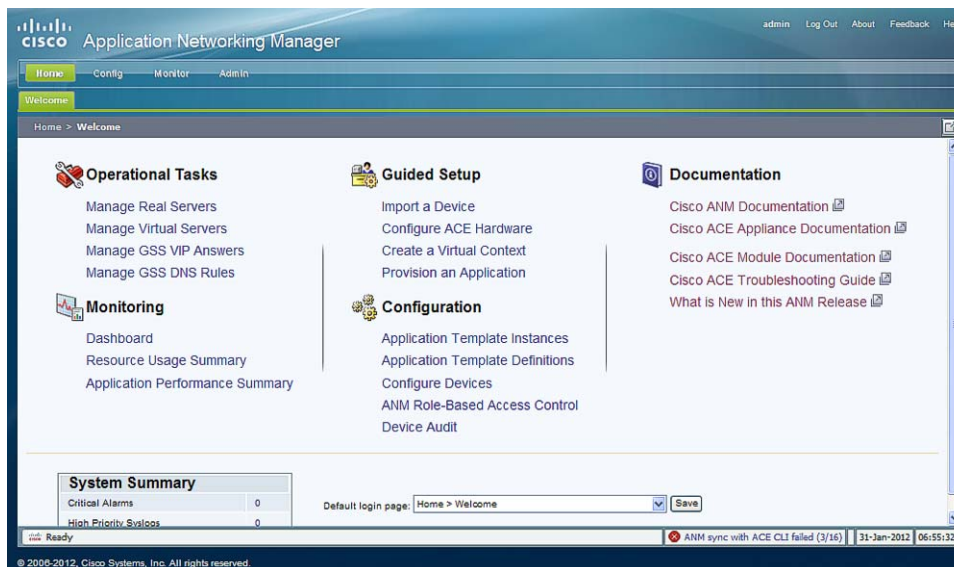 CISCO Application Networking Manager
admin Log Out About Feedback
Home Config Monitor Admin
Welcome
Home > Welcome
Operational Tasks
Manage Real Servers
Manage Virtual Servers
Manage GSS VIP Answers
Manage GSS DNS Rules
Monitoring
Dashboard
Resource Usage Summary
Application Performance Summary
Guided Setup
Import a Device
Configure ACE Hardware
Create a Virtual Context
Provision an Application
Configuration
Application Template Instances
Application Template Definitions
Configure Devices
ANM Role-Based Access Control
Device Audit
Documentation
Cisco ANM Documentation
Cisco ACE Appliance Documentation
Cisco ACE Module Documentation
Cisco ACE Troubleshooting Guide
What is New in this ANM Release
System Summary
Critical Alarms 0
High Priority Syslogs 0
Default login page: Home > Welcome Save
Ready
ANM sync with ACE CLI failed (3/16) 31-Jan-2012 06:55:32
© 2006-2012, Cisco Systems, Inc. All rights reserved.